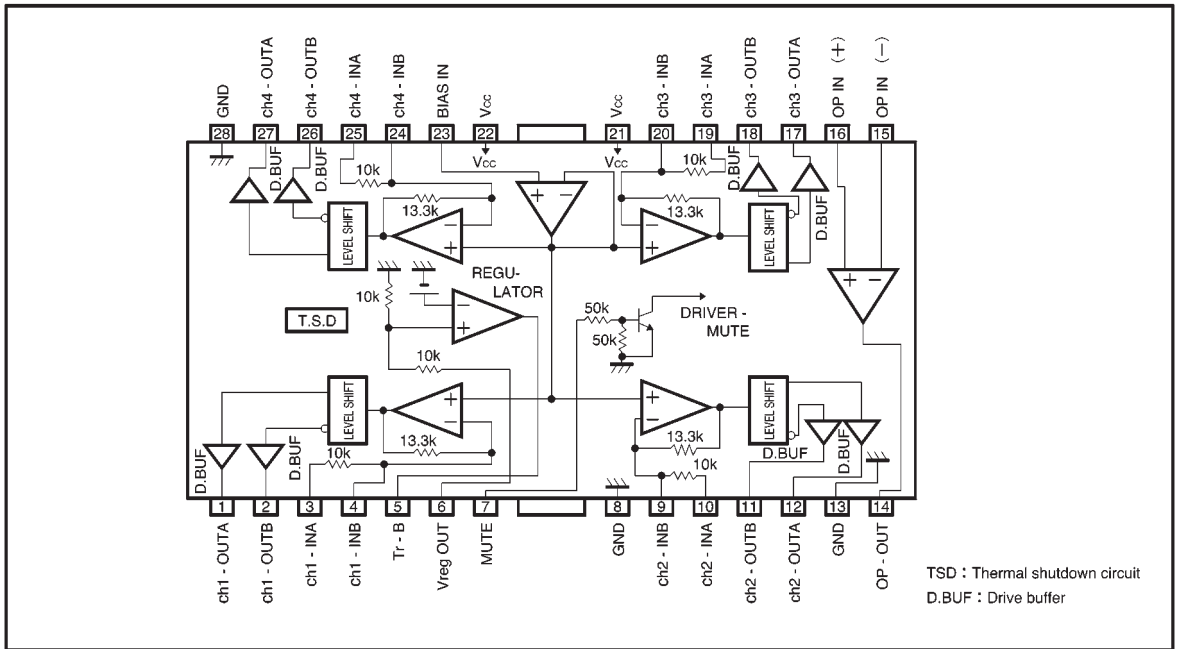 GND
ch4 - OUTA
ch4 - OUTB
ch4 - INA
ch4 - INB
BIAS IN
Vcc
Vcc
ch3 - INB
ch3 - INA
ch3 - OUTB
ch3 - OUTA
OP IN (+)
OP IN (−)
28
27
26
25
24
23
22
21
20
19
18
17
16
15
Vcc
Vcc
D.BUF
D.BUF
10k
13.3k
LEVEL SHIFT
−
+
+
−
10k
13.3k
−
+
LEVEL SHIFT
D.BUF
D.BUF
+
−
T.S.D
10k
REGU-
LATOR
−
+
10k
50k
50k
DRIVER -
MUTE
LEVEL SHIFT
+
−
13.3k
10k
D.BUF
D.BUF
+
−
13.3k
10k
LEVEL SHIFT
D.BUF
D.BUF
1
2
3
4
5
6
7
8
9
10
11
12
13
14
ch1 - OUTA
ch1 - OUTB
ch1 - INA
ch1 - INB
Tr - B
Vreg OUT
MUTE
GND
ch2 - INB
ch2 - INA
ch2 - OUTB
ch2 - OUTA
GND
OP - OUT
TSD : Thermal shutdown circuit
D.BUF : Drive buffer